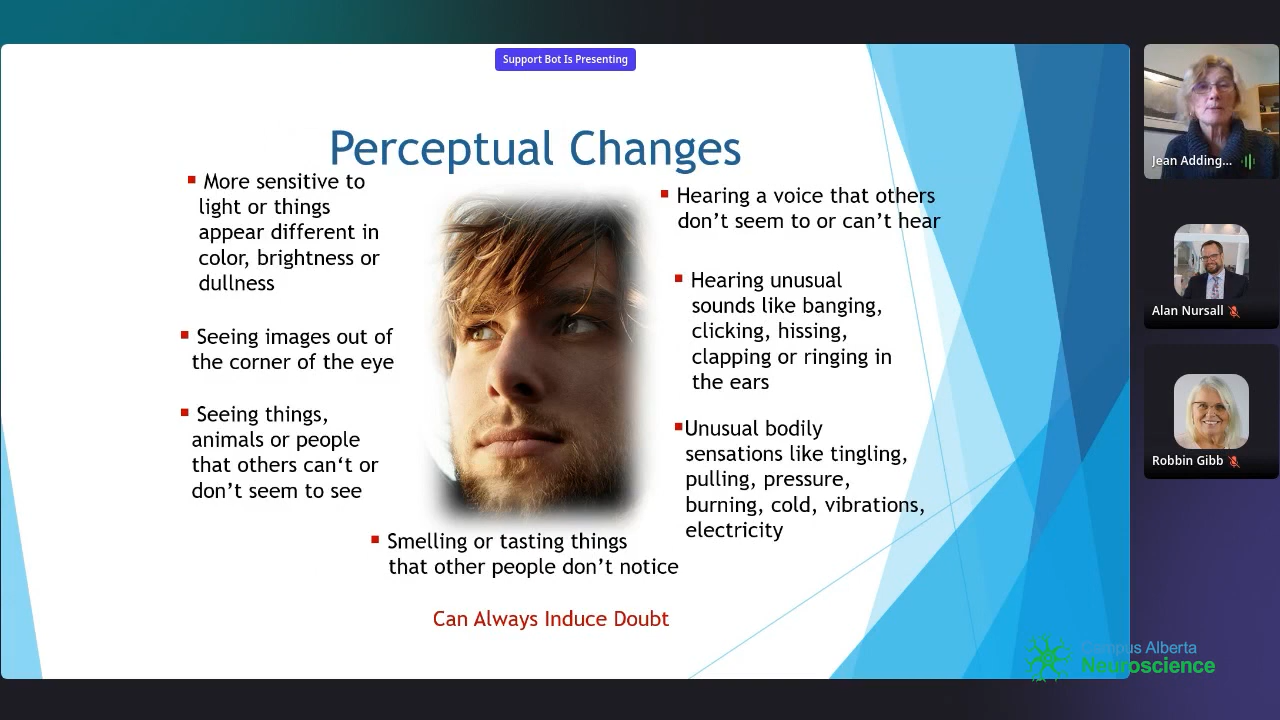 Support Bot Is Presenting
Perceptual Changes
▪ More sensitive to
light or things
appear different in
color, brightness or
dullness
▪ Seeing images out of
the corner of the eye
▪ Seeing things,
animals or people
that others can‘t or
don’t seem to see
▪ Hearing a voice that others
don’t seem to or can’t hear
▪ Hearing unusual
sounds like banging,
clicking, hissing,
clapping or ringing in
the ears
▪Unusual bodily
sensations like tingling,
pulling, pressure,
burning, cold, vibrations,
electricity
▪ Smelling or tasting things
that other people don’t notice
Can Always Induce Doubt
Jean Adding...
Alan Nursall
Robbin Gibb
Campus Alberta
Neuroscience